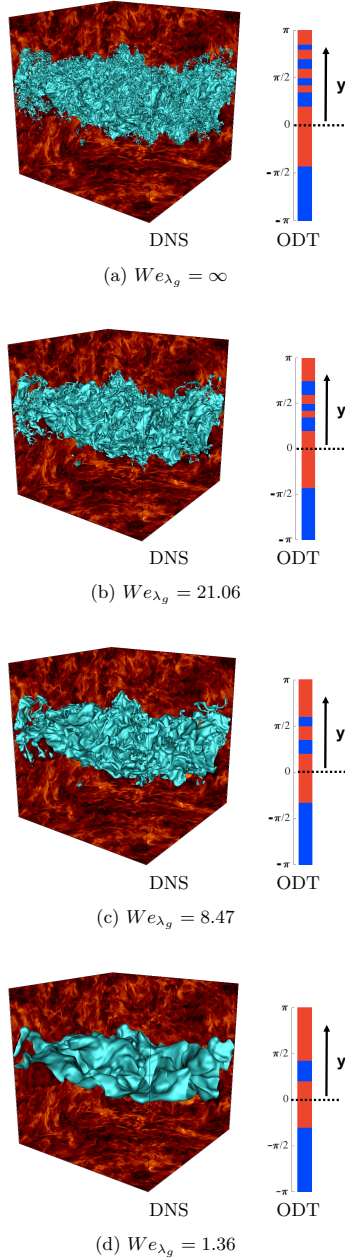 π
π/2
y
0
-π/2
-π
DNS
ODT
(a) We_{λ_g} = ∞
π
π/2
y
0
-π/2
-π
DNS
ODT
(b) We_{λ_g} = 21.06
π
π/2
y
0
-π/2
-π
DNS
ODT
(c) We_{λ_g} = 8.47
π
π/2
y
0
-π/2
-π
DNS
ODT
(d) We_{λ_g} = 1.36